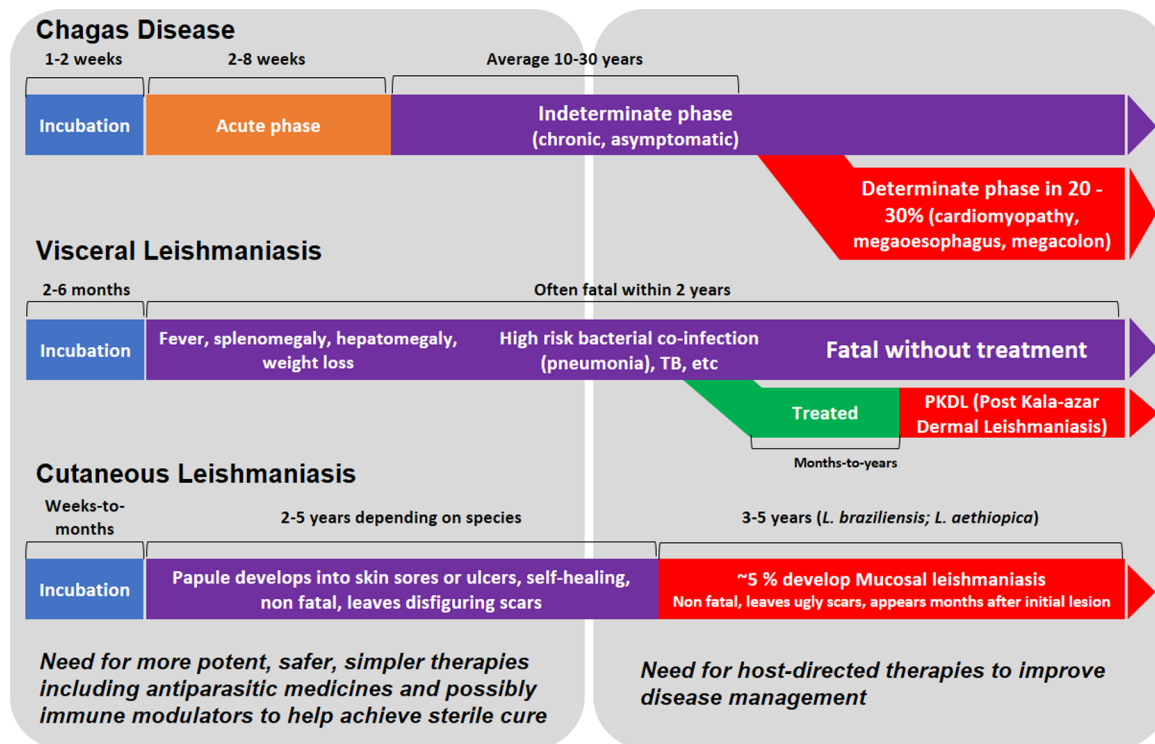 Chagas Disease
1-2 weeks
2-8 weeks
Average 10-30 years
Incubation
Acute phase
Indeterminate phase
(chronic, asymptomatic)
Determinate phase in 20 -
30% (cardiomyopathy,
megaoesophagus, megacolon)
Visceral Leishmaniasis
2-6 months
Often fatal within 2 years
Incubation
Fever, splenomegaly, hepatomegaly,
weight loss
High risk bacterial co-infection
(pneumonia), TB, etc
Fatal without treatment
Treated
PKDL (Post Kala-azar
Dermal Leishmaniasis)
Months-to-years
Cutaneous Leishmaniasis
Weeks-to-
months
2-5 years depending on species
3-5 years (L. braziliensis; L. aethiopica)
Incubation
Papule develops into skin sores or ulcers, self-healing,
non fatal, leaves disfiguring scars
~5 % develop Mucosal leishmaniasis
Non fatal, leaves ugly scars, appears months after initial lesion
Need for more potent, safer, simpler therapies
including antiparasitic medicines and possibly
immune modulators to help achieve sterile cure
Need for host-directed therapies to improve
disease management